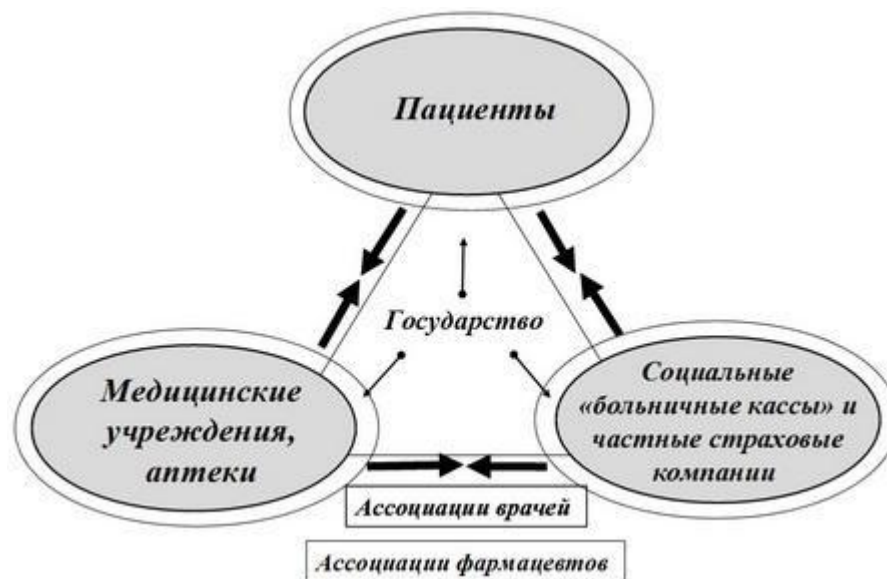 Пациенты
Государство
Медицинские
учреждения,
аптеки
Социальные
«больничные кассы» и
частные страховые
компании
Ассоциации врачей
Ассоциации фармацевтов